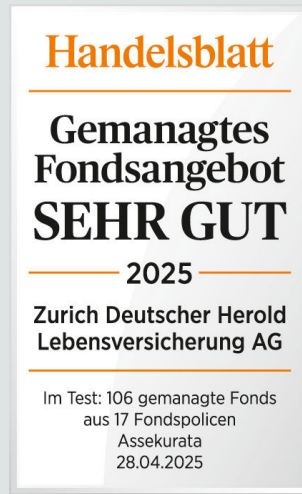 Handelsblatt
Gemanagtes
Fondsangebot
SEHR GUT
2025
Zurich Deutscher Herold
Lebensversicherung AG
Im Test: 106 gemanagte Fonds
aus 17 Fondspolicen
Assekurata
28.04.2025